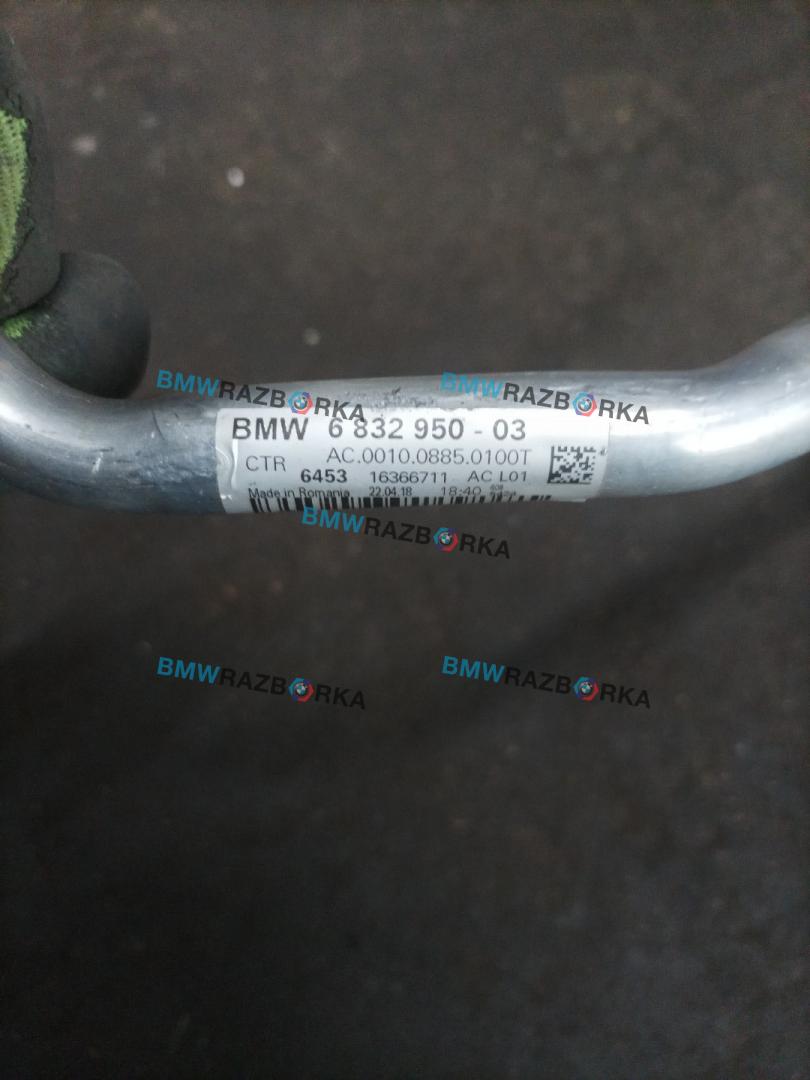 BMWRAZBORKA
BMWRAZBORKA
BMW 6 832 950 - 03
CTR AC.0010.0885.0100T
6453 16366711 AC L01
Made in Romania 22.04.18 18:40
BMWRAZBORKA
BMWRAZBORKA
BMWRAZBORKA